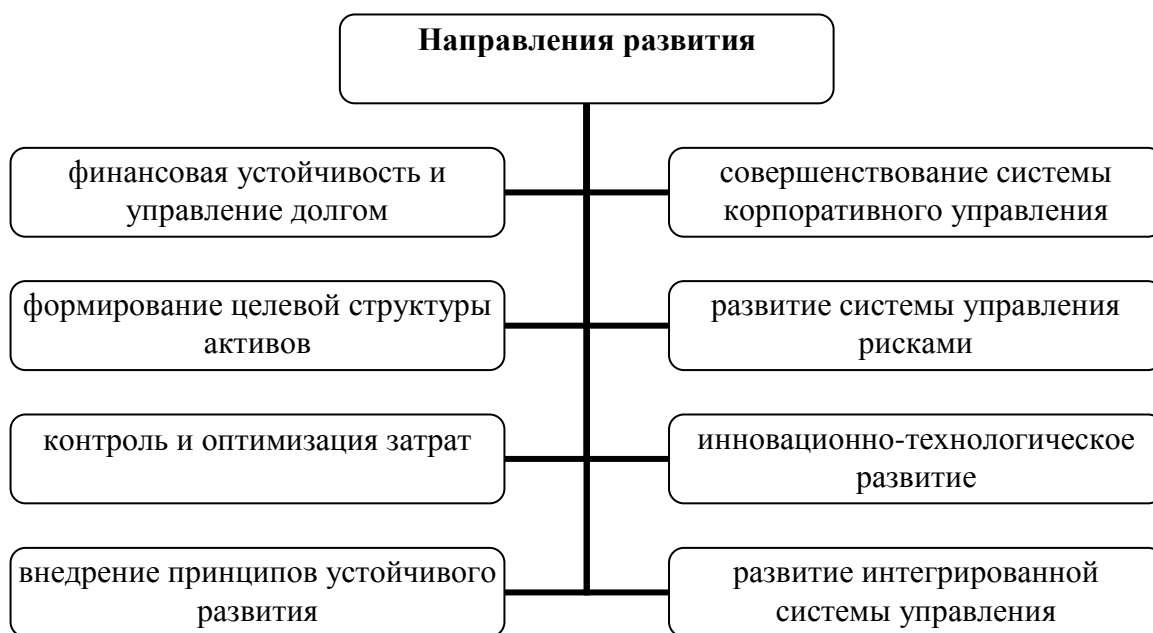 Направления развития
финансовая устойчивость и
управление долгом
совершенствование системы
корпоративного управления
формирование целевой структуры
активов
развитие системы управления
рисками
контроль и оптимизация затрат
инновационно-технологическое
развитие
внедрение принципов устойчивого
развития
развитие интегрированной
системы управления